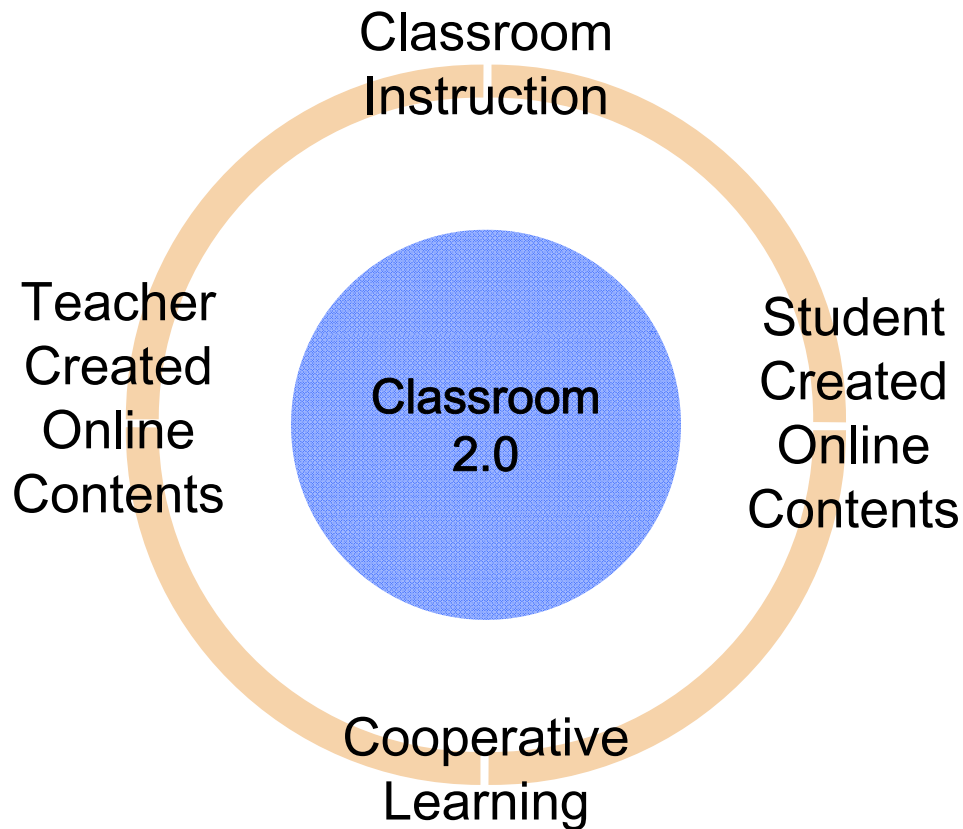 Classroom
Instruction
Teacher
Created
Online
Contents
Classroom
2.0
Student
Created
Online
Contents
Cooperative
Learning